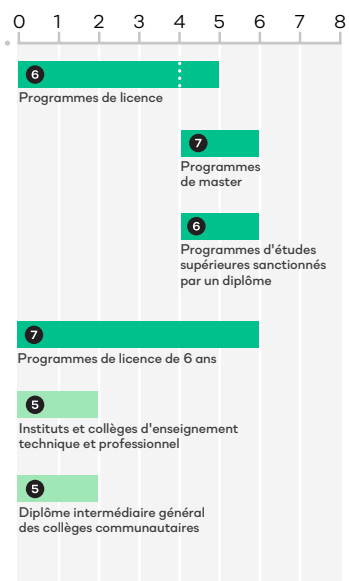 0 1 2 3 4 5 6 7 8
6
Programmes de licence
7
Programmes
de master
6
Programmes d'études
supérieures sanctionnés
par un diplôme
7
Programmes de licence de 6 ans
5
Instituts et collèges d'enseignement
technique et professionnel
5
Diplôme intermédiaire général
des collèges communautaires